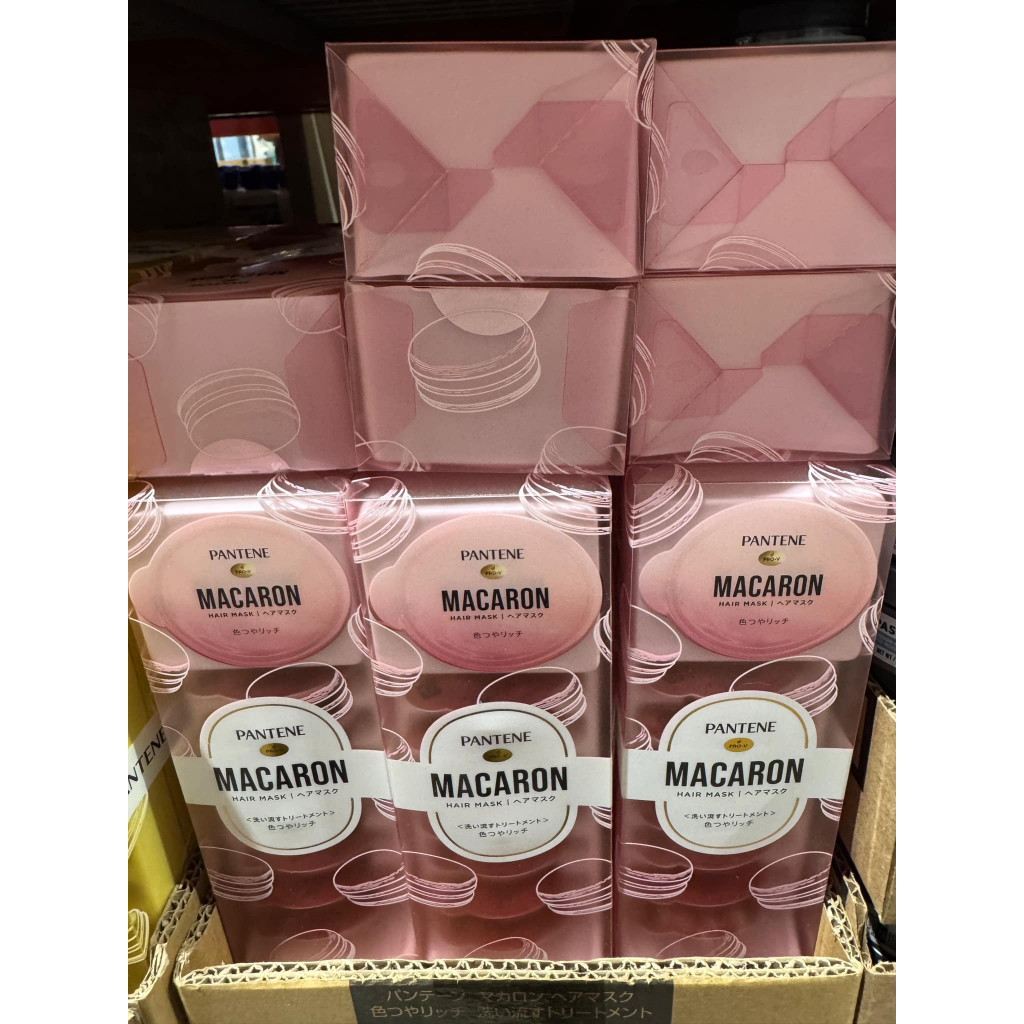 PANTENE
PRO-V
MACARON
HAIR MASK | ヘアマスク
色つやリッチ
PANTENE
PRO-V
MACARON
HAIR MASK | ヘアマスク
色つやリッチ
PANTENE
PRO-V
MACARON
HAIR MASK | ヘアマスク
色つやリッチ
PANTENE
PRO-V
MACARON
HAIR MASK | ヘアマスク
<洗い流すトリートメント>
色つやリッチ
PANTENE
PRO-V
MACARON
HAIR MASK | ヘアマスク
<洗い流すトリートメント>
色つやリッチ
PANTENE
PRO-V
MACARON
HAIR MASK | ヘアマスク
<洗い流すトリートメント>
色つやリッチ
NTENE
パンテーン マカロン ヘアマスク
色つやリッチ 洗い流すトリートメント